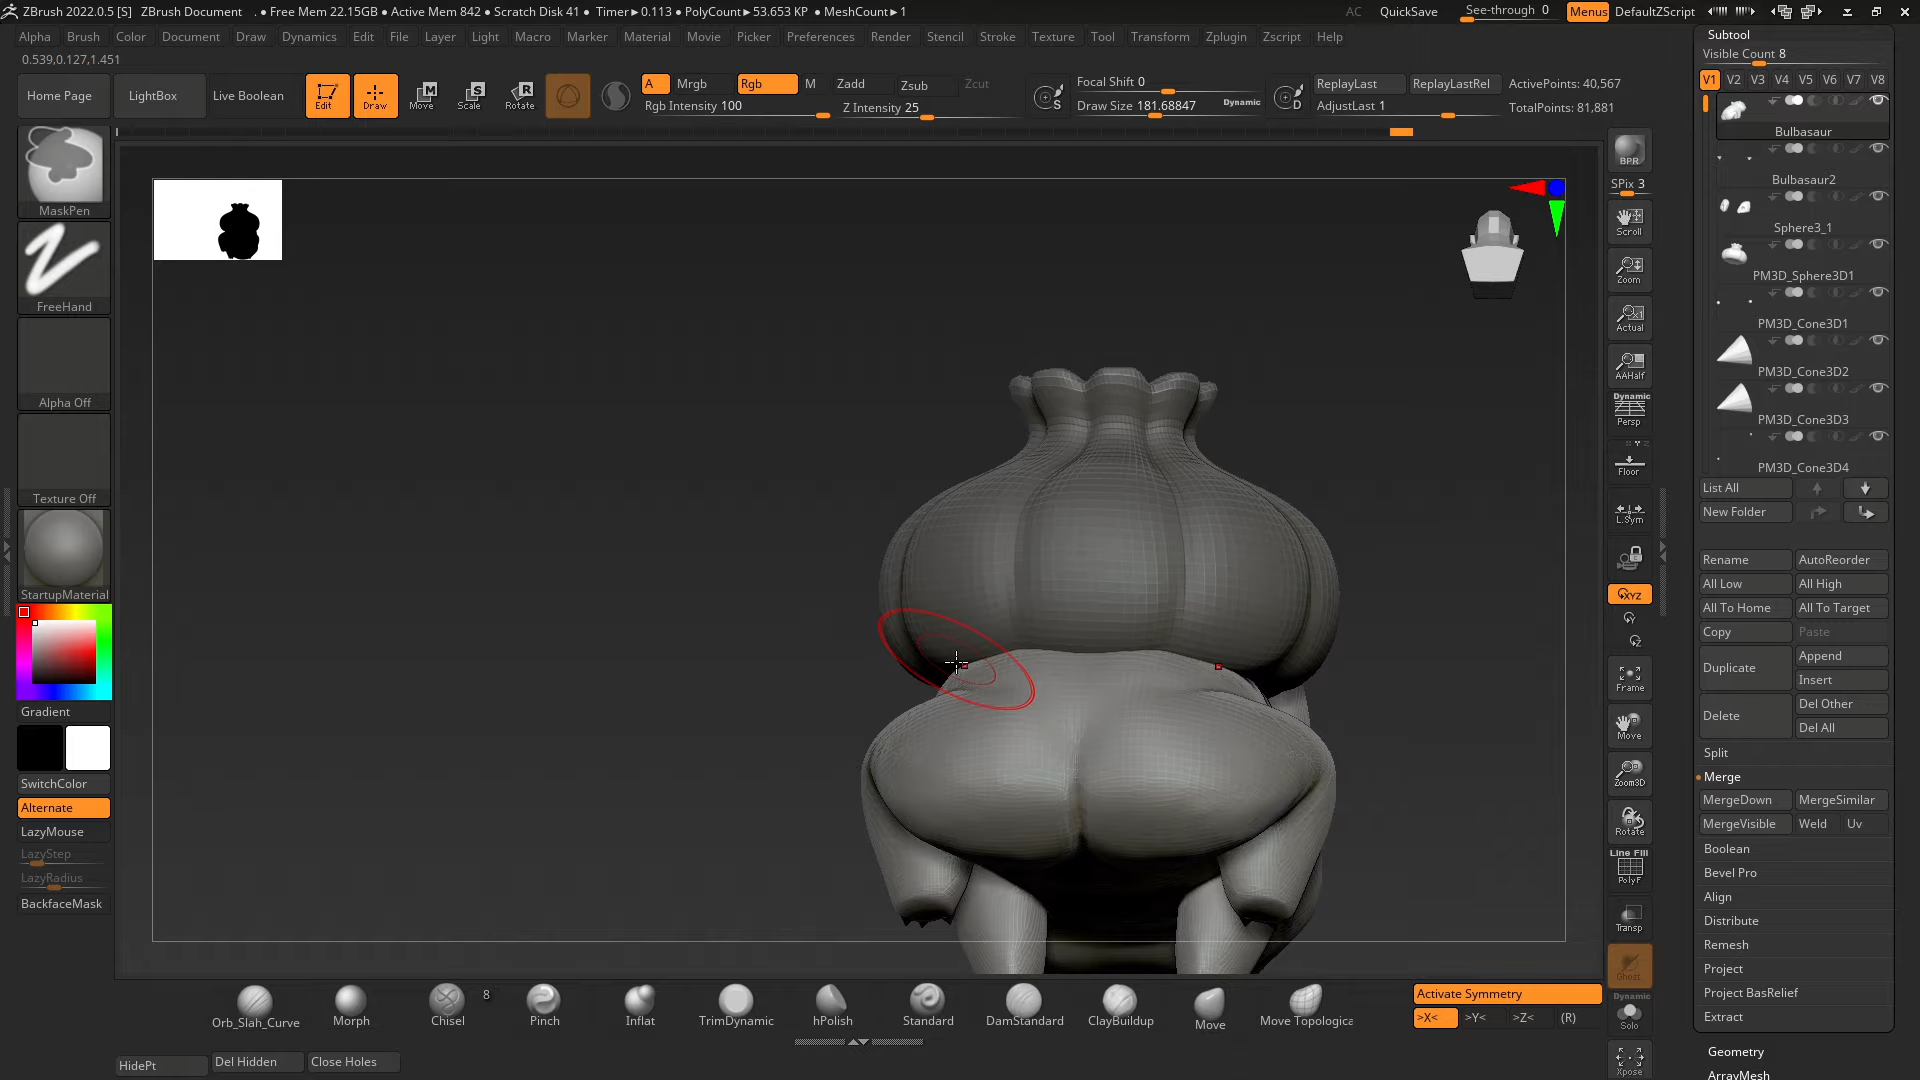 ZBrush 2022.0.5 [S] ZBrush Document . ● Free Mem 22.15GB ● Active Mem 842 ● Scratch Disk 41 ● Timer►0.113 ● PolyCount►53.653 KP ● MeshCount►1 AC QuickSave See-through 0 Menus DefaultZScript
Alpha Brush Color Document Draw Dynamics Edit File Layer Light Macro Marker Material Movie Picker Preferences Render Stencil Stroke Texture Tool Transform Zplugin Zscript Help
0.539,0.127,1.451
Home Page LightBox Live Boolean Edit Draw Move Scale Rotate
A Mrgb Rgb M Zadd Zsub Zcut
Rgb Intensity 100 Z Intensity 25
Focal Shift 0
Draw Size 181.68847 Dynamic
S
D
ReplayLast ReplayLastRel ActivePoints: 40,567
AdjustLast 1 TotalPoints: 81,881
MaskPen
FreeHand
Alpha Off
Texture Off
StartupMaterial
Gradient
SwitchColor
Alternate
LazyMouse
LazyStep
LazyRadius
BackfaceMask
BPR
SPix 3
Scroll
Zoom
Actual
AAHalf
Dynamic
Persp
Floor
L.Sym
XYZ
Y
Z
Frame
Move
Zoom3D
Rotate
Line Fill
PolyF
Transp
Ghost
Dynamic
Solo
Xpose
Subtool
Visible Count 8
V1 V2 V3 V4 V5 V6 V7 V8
Bulbasaur
Bulbasaur2
Sphere3_1
PM3D_Sphere3D1
PM3D_Cone3D1
PM3D_Cone3D2
PM3D_Cone3D3
PM3D_Cone3D4
List All
New Folder
Rename AutoReorder
All Low All High
All To Home All To Target
Copy Paste
Duplicate Append
Insert
Delete Del Other
Del All
Split
Merge
MergeDown MergeSimilar
MergeVisible Weld Uv
Boolean
Bevel Pro
Align
Distribute
Remesh
Project
Project BasRelief
Extract
Geometry
ArrayMesh
Orb_Slah_Curve Morph Chisel 8 Pinch Inflat TrimDynamic hPolish Standard DamStandard ClayBuildup Move Move Topologica
Activate Symmetry
>X< >Y< >Z< (R)
HidePt Del Hidden Close Holes